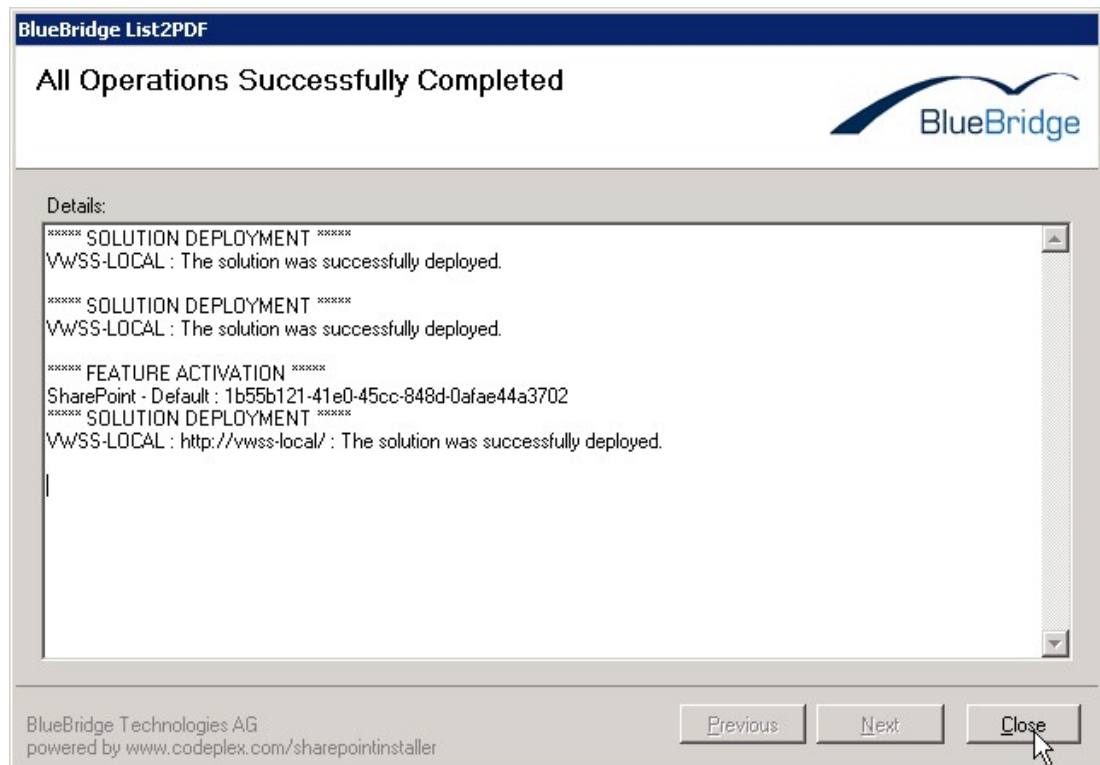 BlueBridge List2PDF
All Operations Successfully Completed
BlueBridge
Details:
***** SOLUTION DEPLOYMENT *****
VWSS-LOCAL : The solution was successfully deployed.
***** SOLUTION DEPLOYMENT *****
VWSS-LOCAL : The solution was successfully deployed.
***** FEATURE ACTIVATION *****
SharePoint - Default : 1b55b121-41e0-45cc-848d-0afae44a3702
***** SOLUTION DEPLOYMENT *****
VWSS-LOCAL : http://vwss-local/ : The solution was successfully deployed.
BlueBridge Technologies AG
powered by www.codeplex.com/sharepointinstaller
Previous
Next
Close